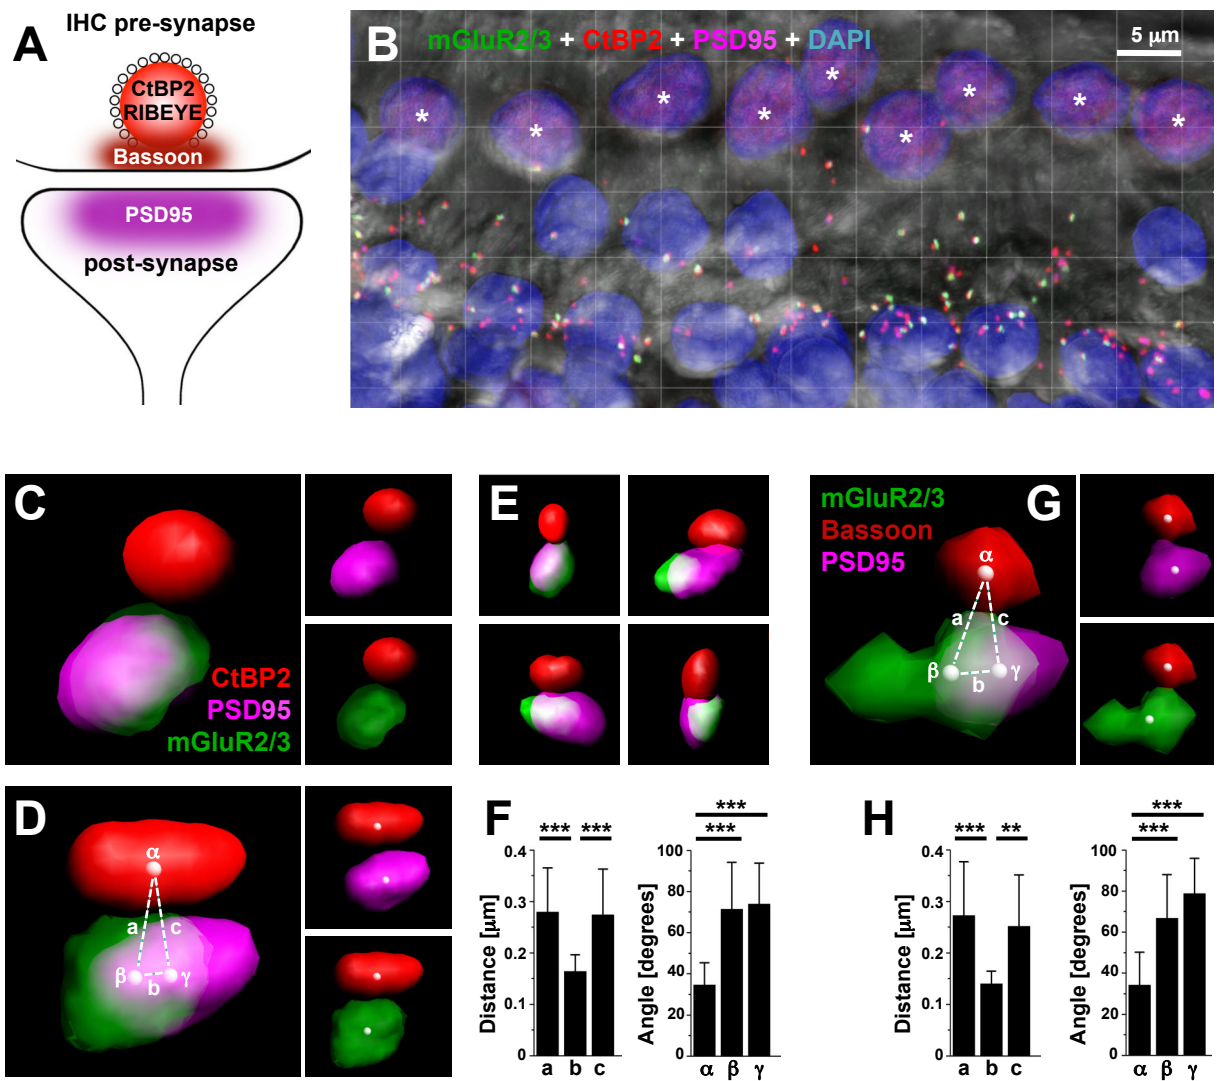 A
IHC pre-synapse
CtBP2
RIBEYE
Bassoon
PSD95
post-synapse
B
mGluR2/3 + CtBP2 + PSD95 + DAPI
5 µm
* * * * * * * * *
C
CtBP2
PSD95
mGluR2/3
D
α
a c
β γ
b
E
F
*** ***
Distance [µm]
0.4
0.3
0.2
0.1
0
a b c
***
***
Angle [degrees]
100
80
60
40
20
0
α β γ
G
mGluR2/3
Bassoon
PSD95
α
a c
β γ
b
H
*** **
Distance [µm]
0.4
0.3
0.2
0.1
0
a b c
***
***
Angle [degrees]
100
80
60
40
20
0
α β γ